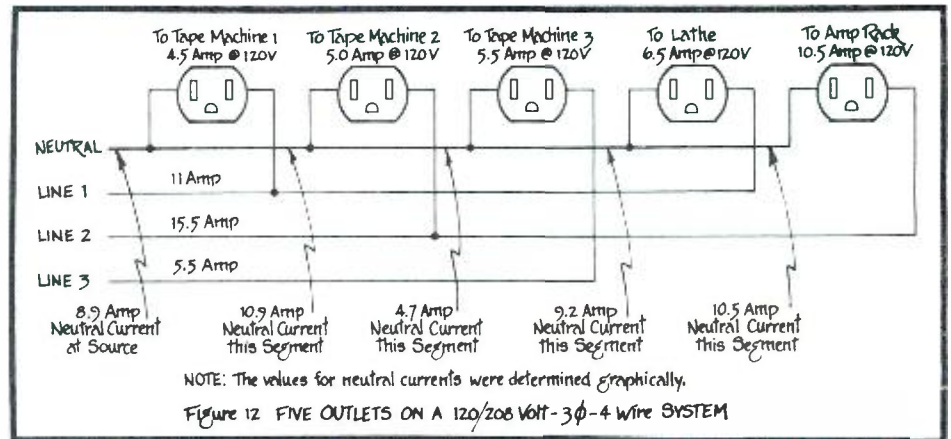 To Tape Machine 1
4.5 Amp @ 120V
To Tape Machine 2
5.0 Amp @ 120V
To Tape Machine 3
5.5 Amp @ 120V
To Lathe
6.5 Amp @ 120V
To Amp Rack
10.5 Amp @ 120V
NEUTRAL
LINE 1
11 Amp
LINE 2
15.5 Amp
LINE 3
5.5 Amp
8.9 Amp
Neutral Current
at Source
10.9 Amp
Neutral Current
this Segment
4.7 Amp
Neutral Current
this Segment
9.2 Amp
Neutral Current
this Segment
10.5 Amp
Neutral Current
this Segment
NOTE: The values for neutral currents were determined graphically.
Figure 12 FIVE OUTLETS ON A 120/208 Volt-3ϕ-4 Wire SYSTEM